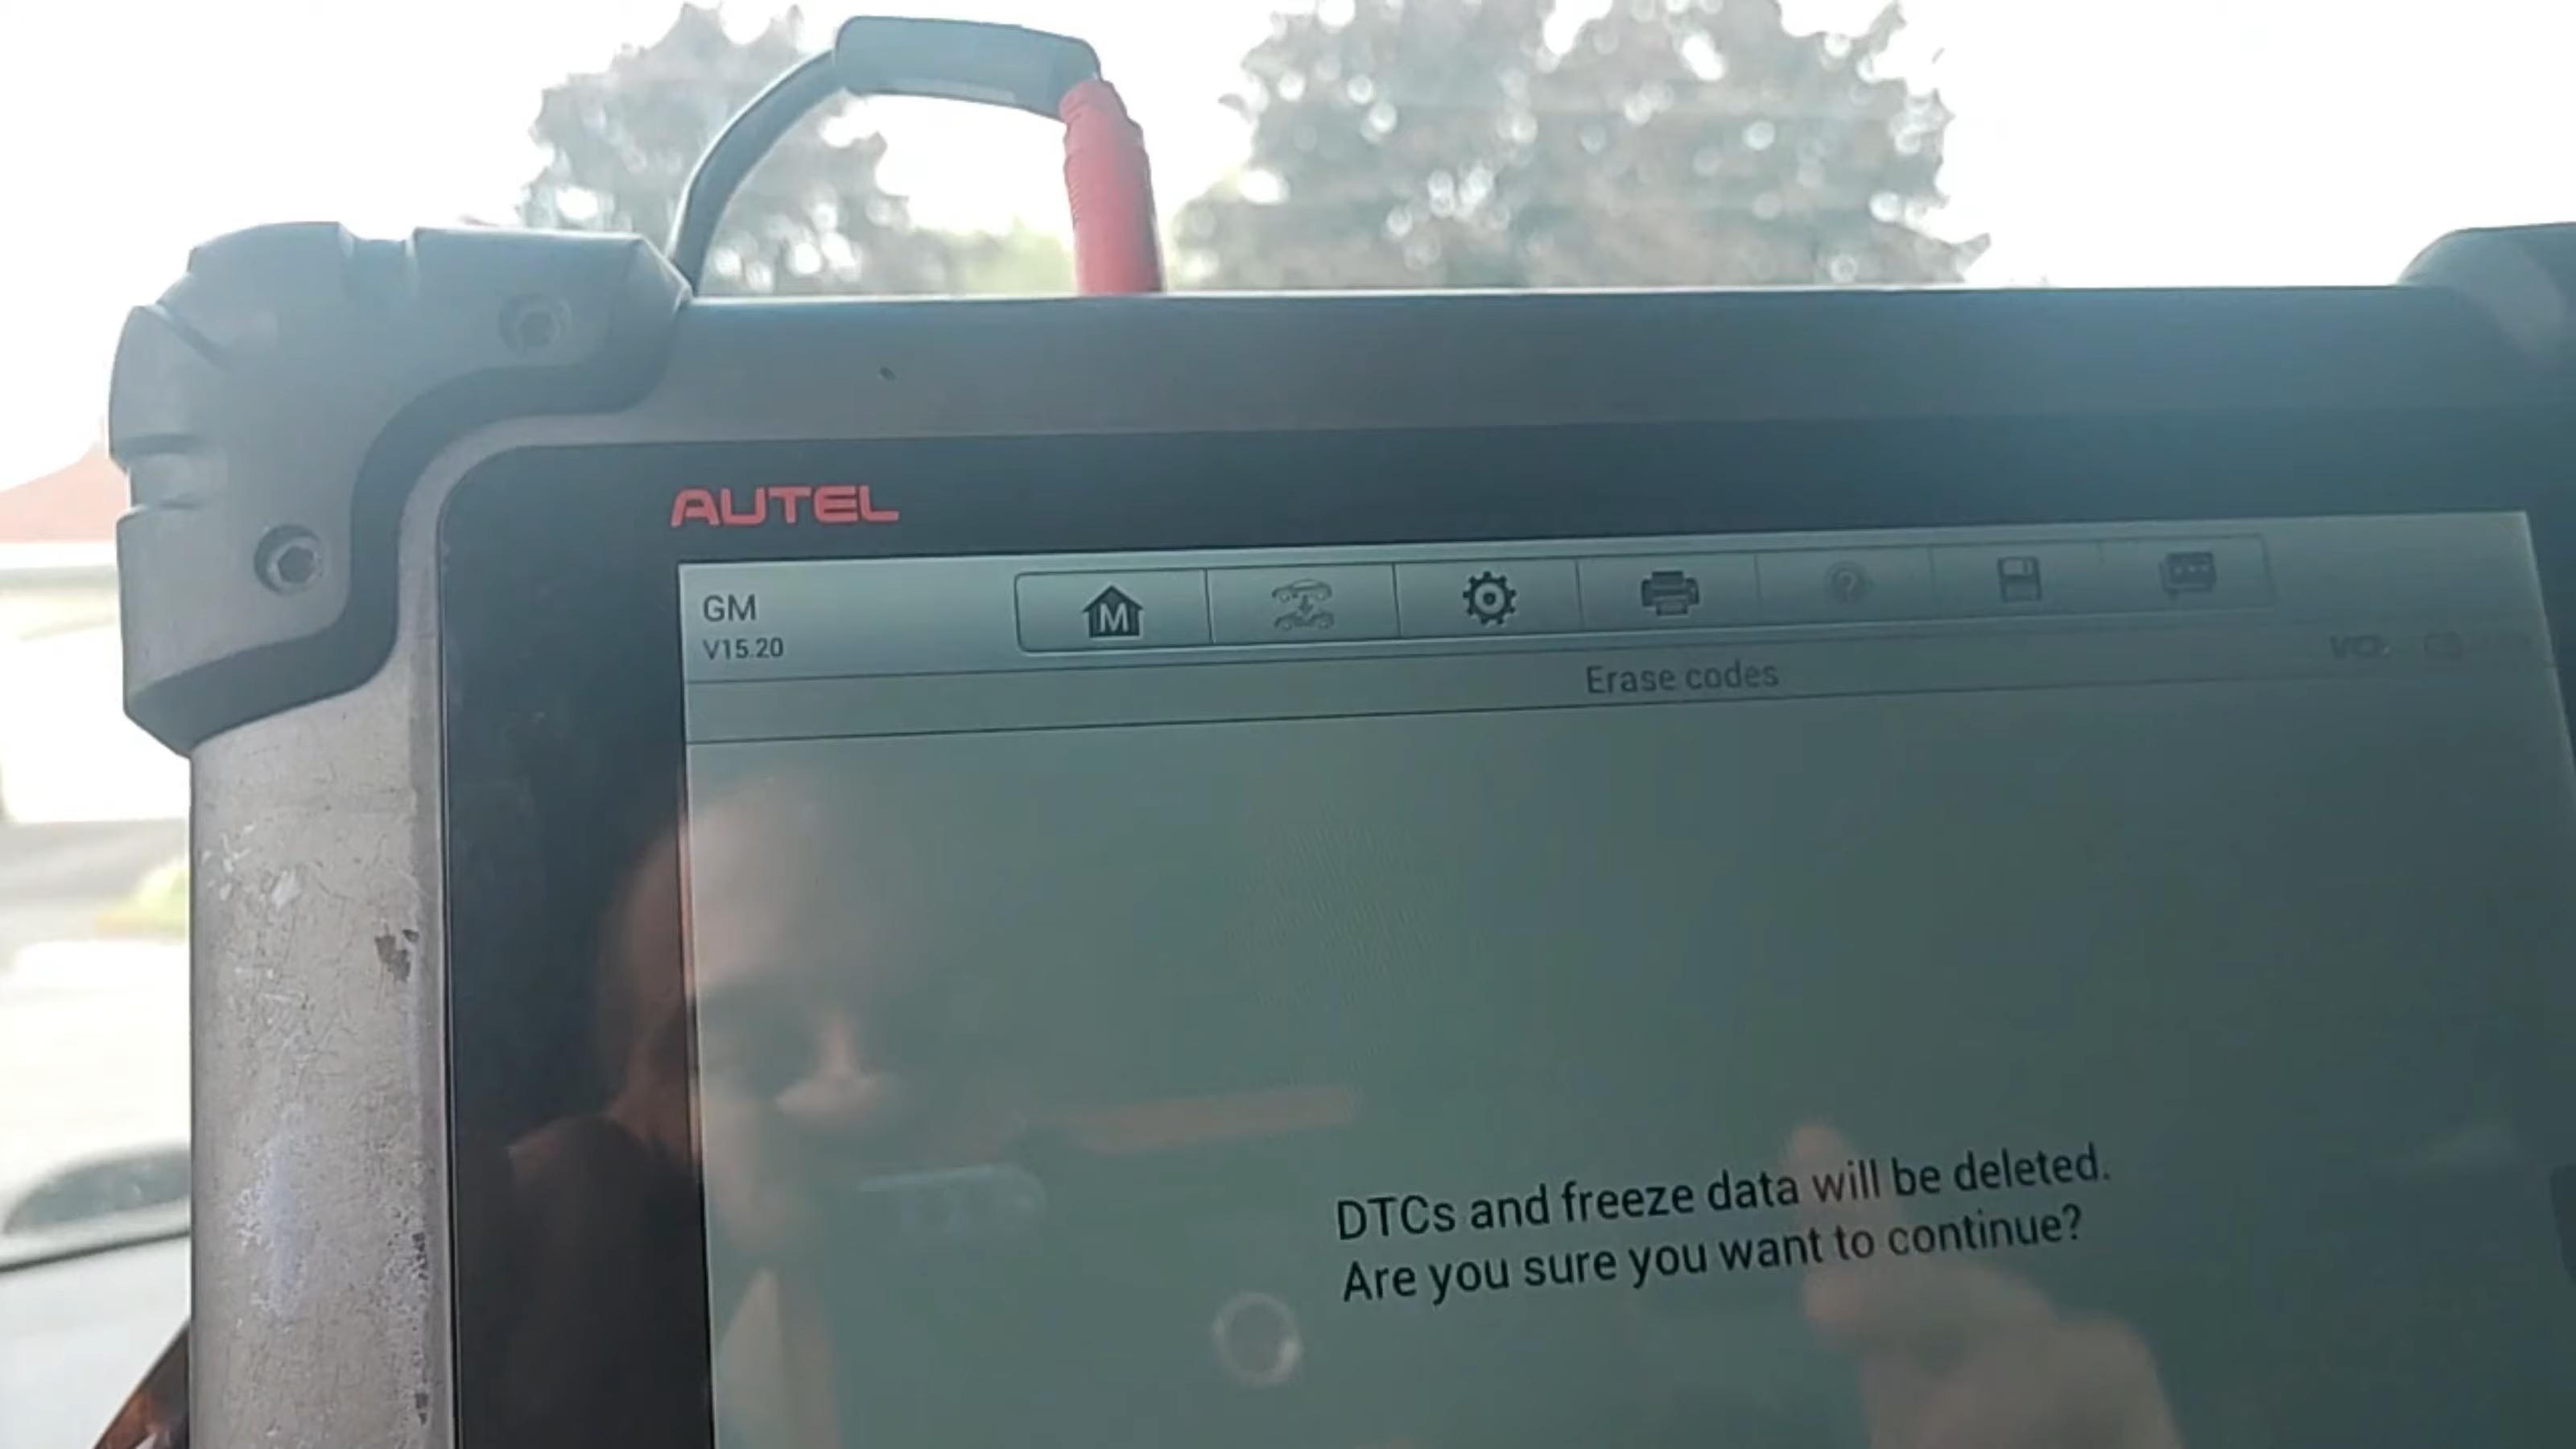 AUTEL
GM
V15.20
M
Erase codes
VCI
DTCs and freeze data will be deleted.
Are you sure you want to continue?